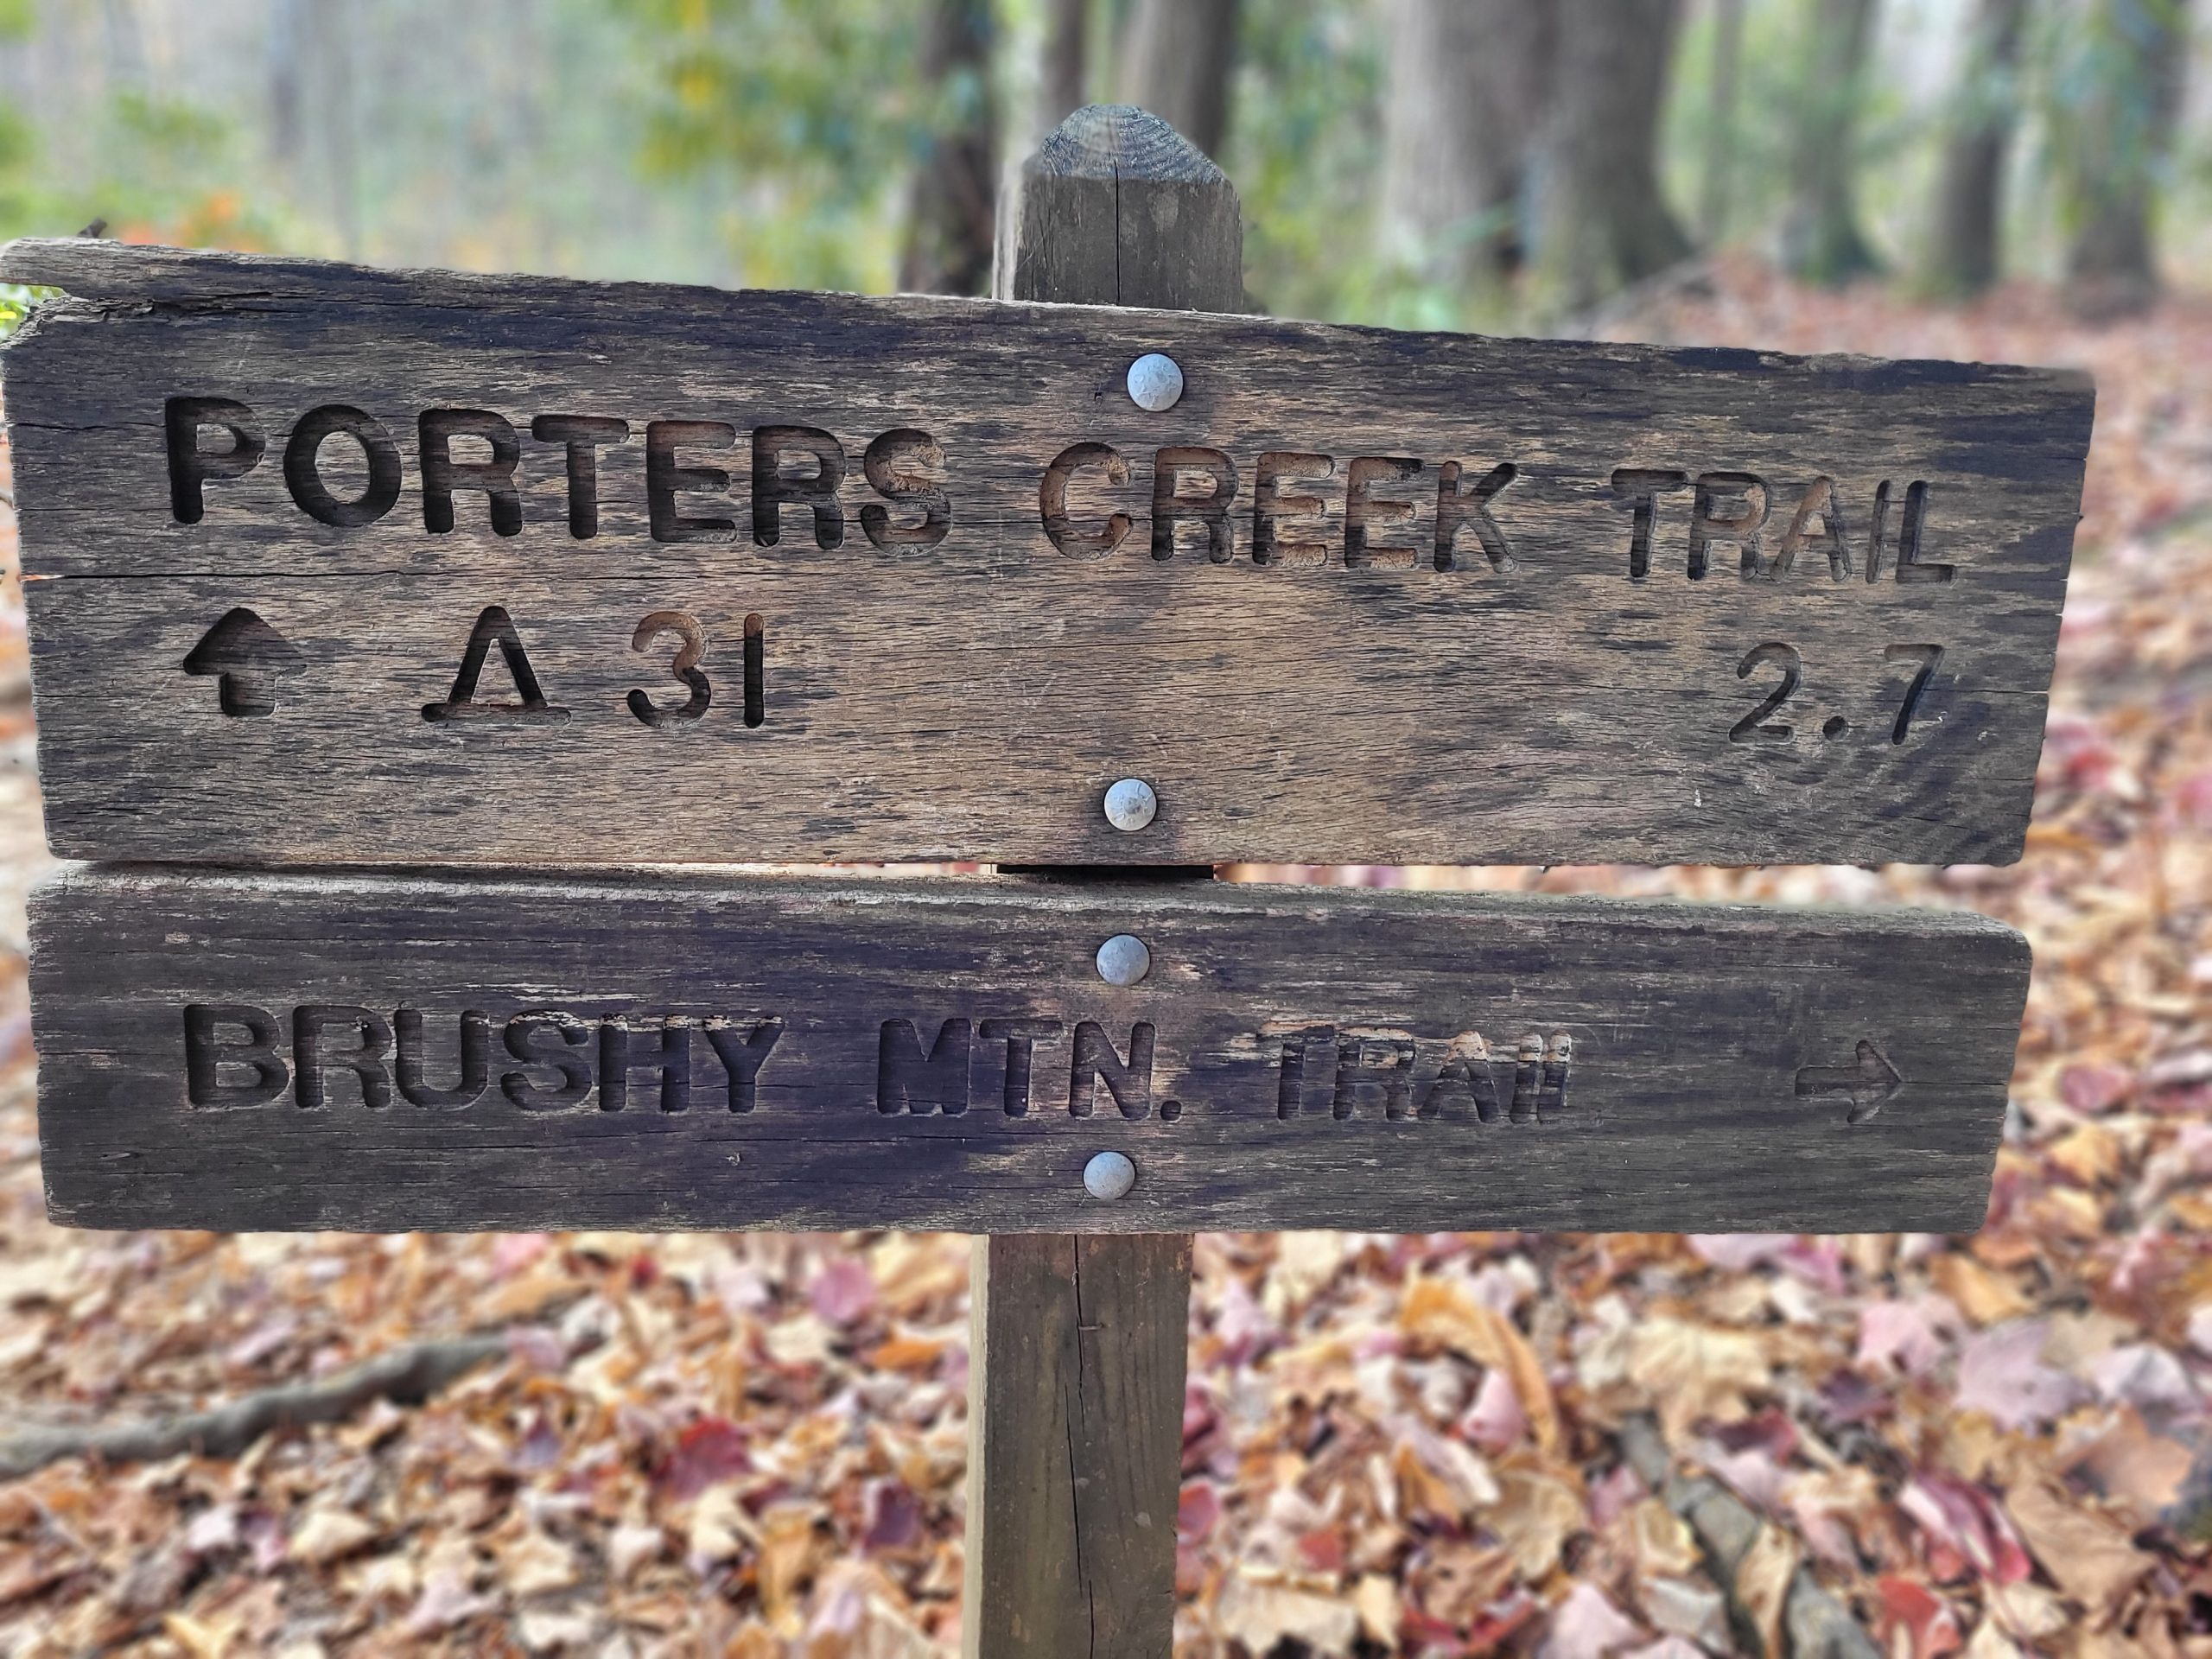 PORTERS CREEK TRAIL
↑ Δ 31 2.7
BRUSHY MTN. TRAIL →